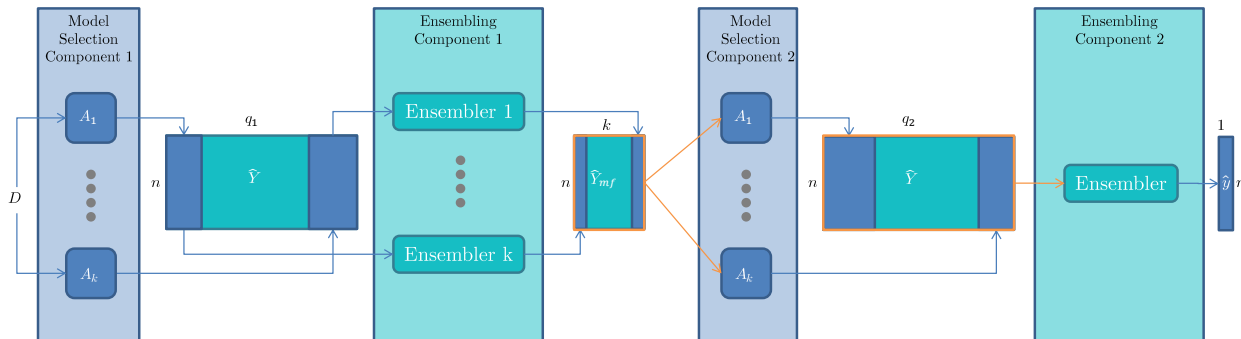 Model
Selection
Component 1
Ensembling
Component 1
Model
Selection
Component 2
Ensembling
Component 2
A₁
q₁
Ensembler 1
k
A₁
q₂
1
D
n
Ŷ
n
Ŷmf
n
Ŷ
Ensembler
ŷ
n
Aₖ
Ensembler k
Aₖ